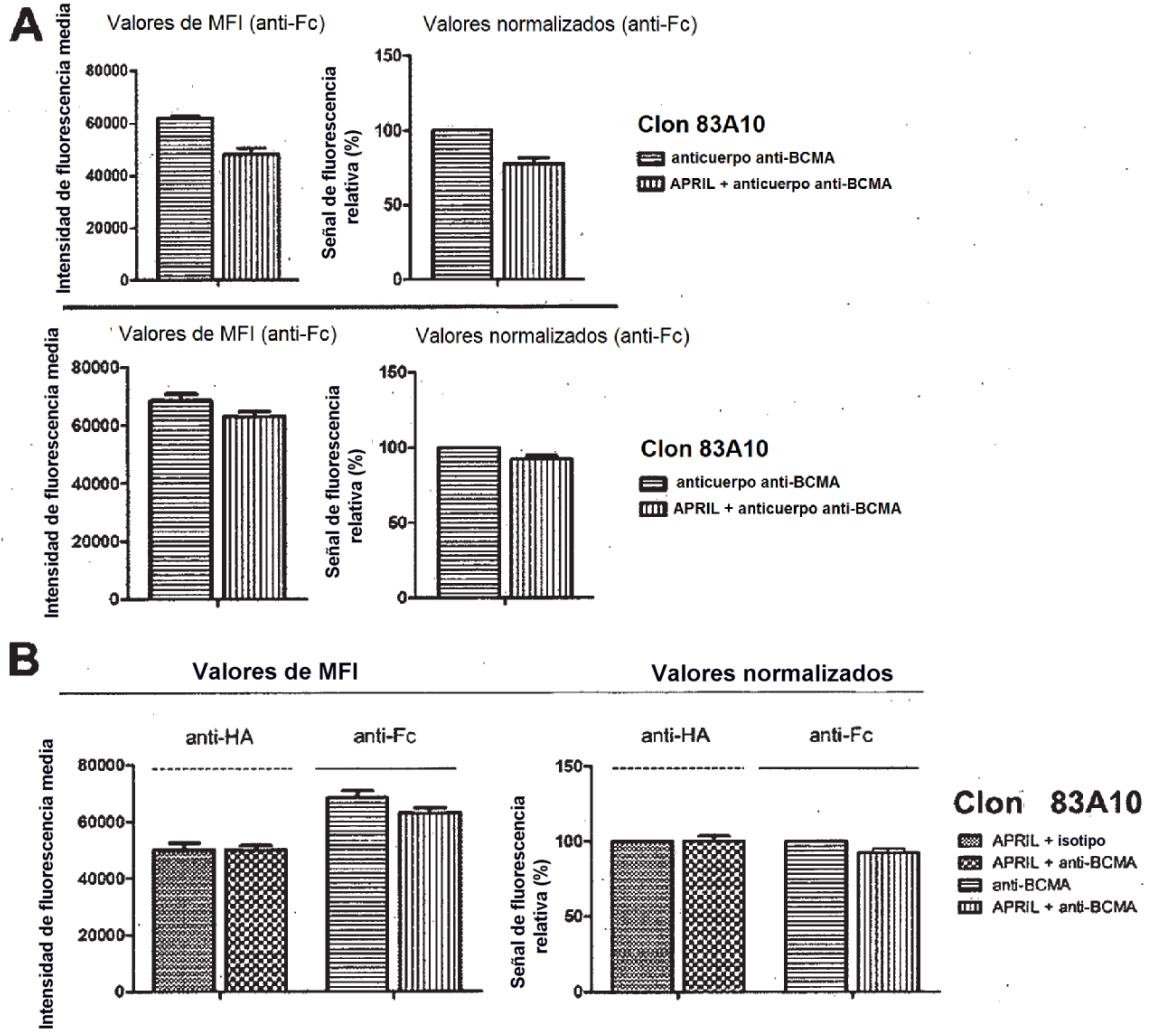 A
Valores de MFI (anti-Fc)
Valores normalizados (anti-Fc)
Intensidad de fluorescencia media
80000
60000
40000
20000
0
Señal de fluorescencia
relativa (%)
150
100
50
0
Clon 83A10
anticuerpo anti-BCMA
APRIL + anticuerpo anti-BCMA
Valores de MFI (anti-Fc)
Valores normalizados (anti-Fc)
Intensidad de fluorescencia media
80000
60000
40000
20000
0
Señal de fluorescencia
relativa (%)
150
100
50
0
Clon 83A10
anticuerpo anti-BCMA
APRIL + anticuerpo anti-BCMA
B
Valores de MFI
Valores normalizados
anti-HA
anti-Fc
anti-HA
anti-Fc
Intensidad de fluorescencia media
80000
60000
40000
20000
0
Señal de fluorescencia
relativa (%)
150
100
50
0
Clon 83A10
APRIL + isotipo
APRIL + anti-BCMA
anti-BCMA
APRIL + anti-BCMA